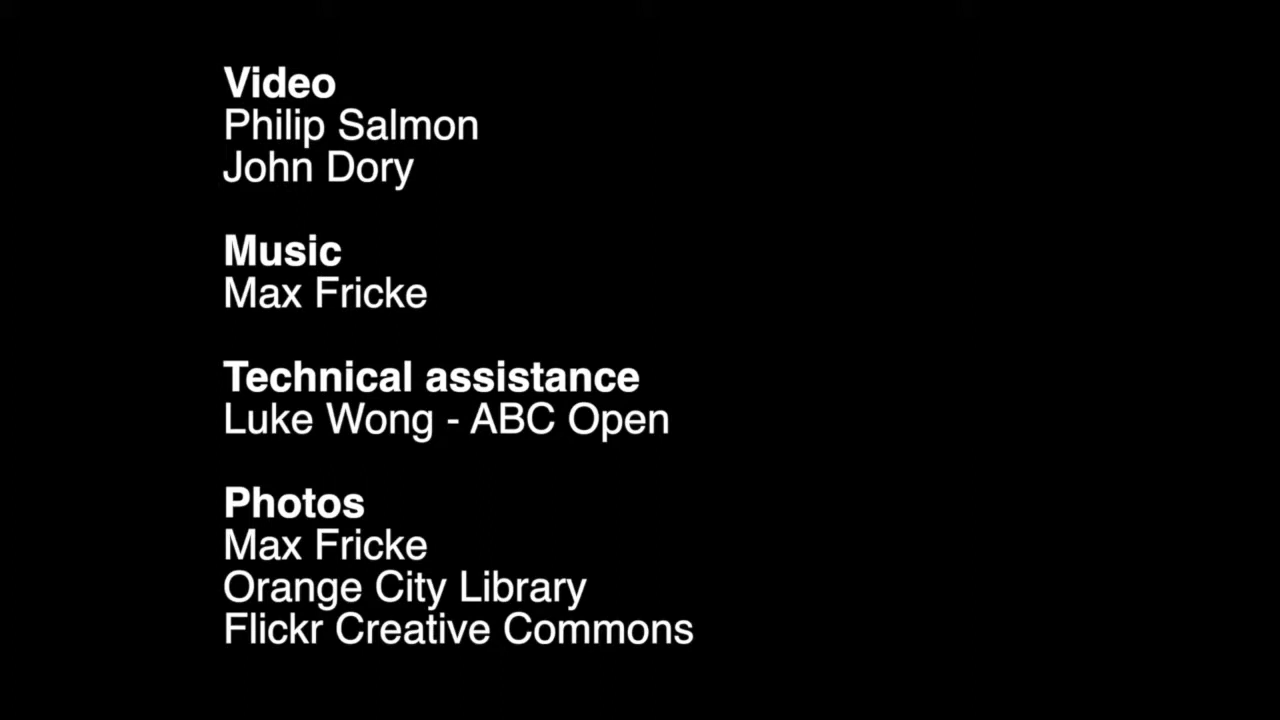 Video
Philip Salmon
John Dory
Music
Max Fricke
Technical assistance
Luke Wong - ABC Open
Photos
Max Fricke
Orange City Library
Flickr Creative Commons